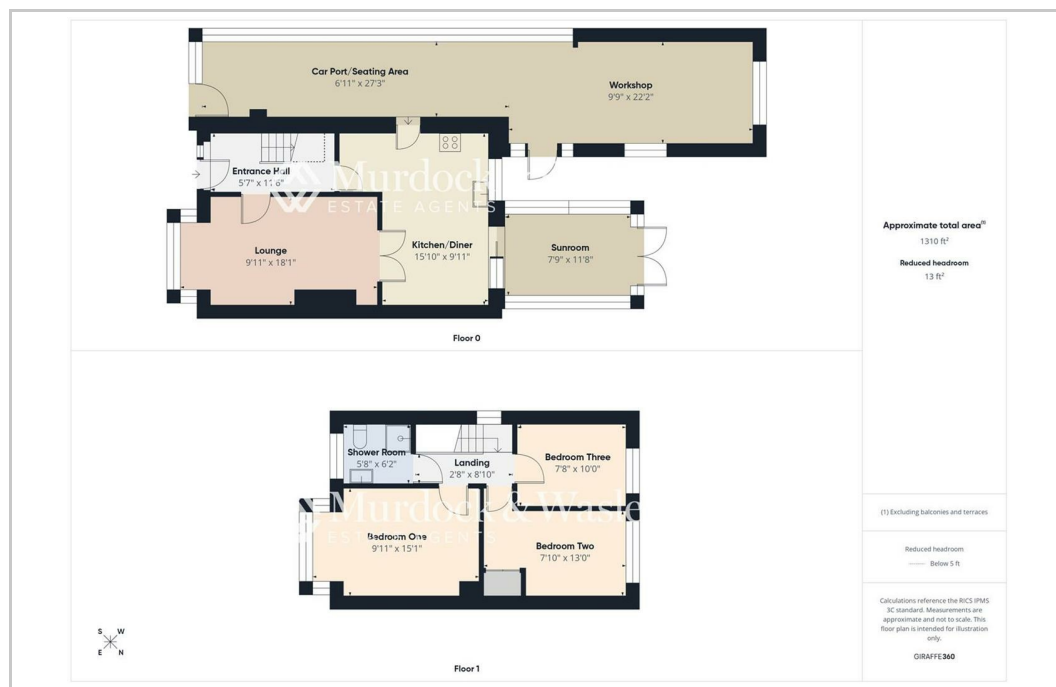 Car Port/Seating Area
6'11" x 27'3"
Workshop
9'9" x 22'2"
Entrance Hall
5'7" x 11'6"
Murdock
ESTATE AGENTS
Lounge
9'11" x 18'1"
Kitchen/Diner
15'10" x 9'11"
Sunroom
7'9" x 11'8"
Floor 0
Approximate total area(1)
1310 ft²
Reduced headroom
13 ft²
Shower Room
5'8" x 6'2"
Landing
2'8" x 8'10"
Bedroom Three
7'8" x 10'0"
Murdock & Wasle
ESTATE AGENTS
Bedroom One
9'11" x 15'1"
Bedroom Two
7'10" x 13'0"
S W
E N
Floor 1
(1) Excluding balconies and terraces
Reduced headroom
Below 5 ft
Calculations reference the RICS IPMS
3C standard. Measurements are
approximate and not to scale. This
floor plan is intended for illustration
only.
GIRAFFE360